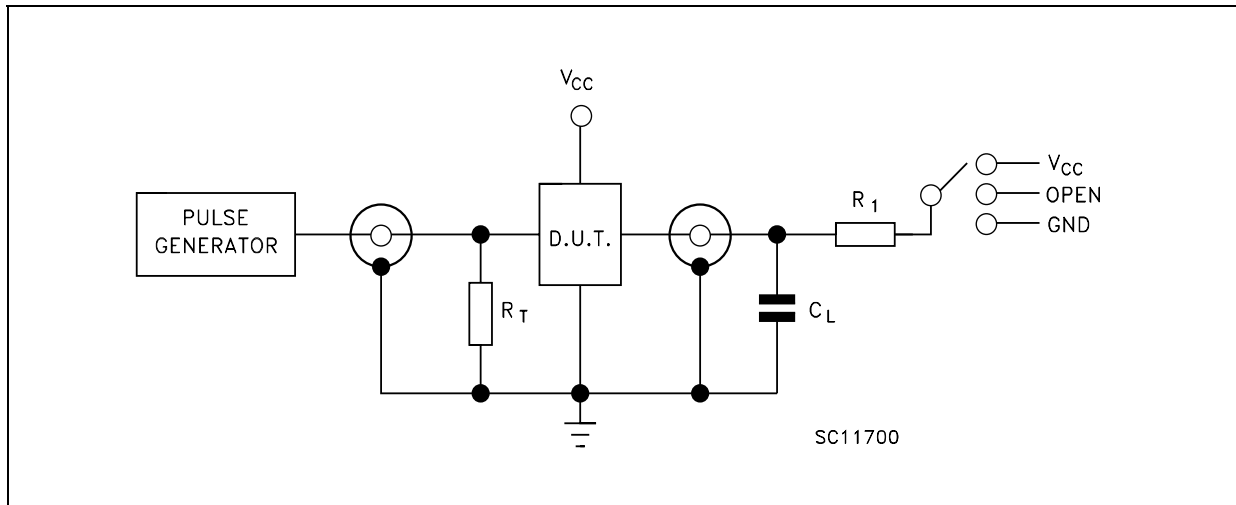 VCC
PULSE
GENERATOR
D.U.T.
RT
CL
R1
VCC
OPEN
GND
SC11700